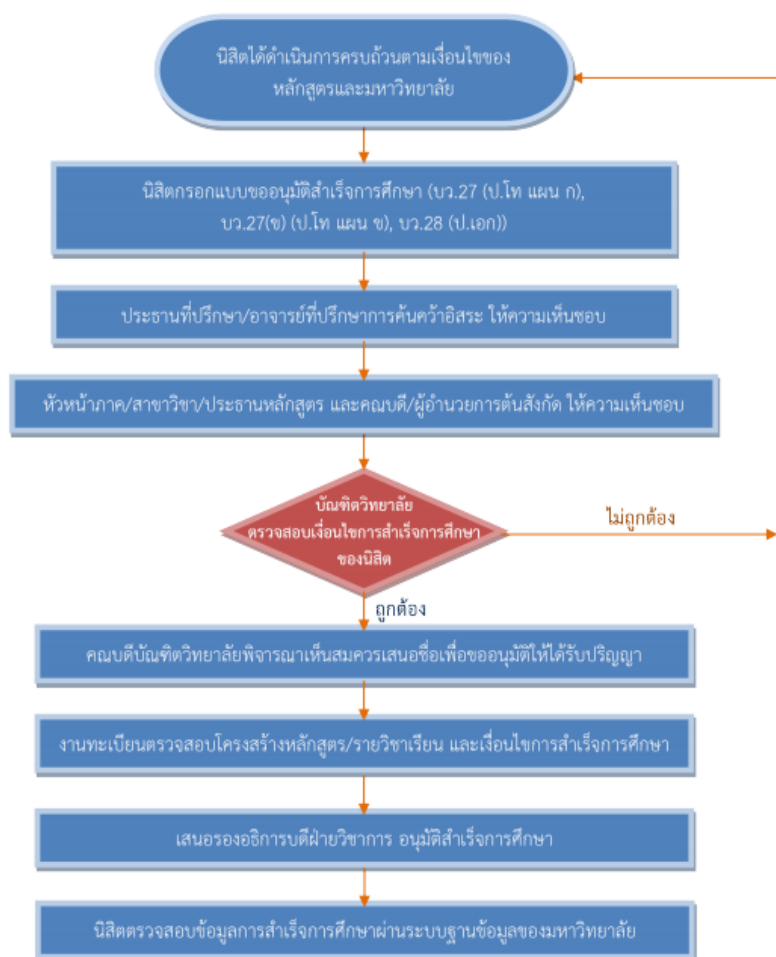 นิสิตได้ดำเนินการครบถ้วนตามเงื่อนไขของ
หลักสูตรและมหาวิทยาลัย
นิสิตกรอกแบบขออนุมัติสำเร็จการศึกษา (บว.27 (ป.โท แผน ก),
บว.27(ข) (ป.โท แผน ข), บว.28 (ป.เอก))
ประธานที่ปรึกษา/อาจารย์ที่ปรึกษาการค้นคว้าอิสระ ให้ความเห็นชอบ
หัวหน้าภาค/สาขาวิชา/ประธานหลักสูตร และคณบดี/ผู้อำนวยการต้นสังกัด ให้ความเห็นชอบ
บัณฑิตวิทยาลัย
ตรวจสอบเงื่อนไขการสำเร็จการศึกษา
ของนิสิต
ไม่ถูกต้อง
ถูกต้อง
คณบดีบัณฑิตวิทยาลัยพิจารณาเห็นสมควรเสนอชื่อเพื่อขออนุมัติให้ได้รับปริญญา
งานทะเบียนตรวจสอบโครงสร้างหลักสูตร/รายวิชาเรียน และเงื่อนไขการสำเร็จการศึกษา
เสนอรองอธิการบดีฝ่ายวิชาการ อนุมัติสำเร็จการศึกษา
นิสิตตรวจสอบข้อมูลการสำเร็จการศึกษาผ่านระบบฐานข้อมูลของมหาวิทยาลัย